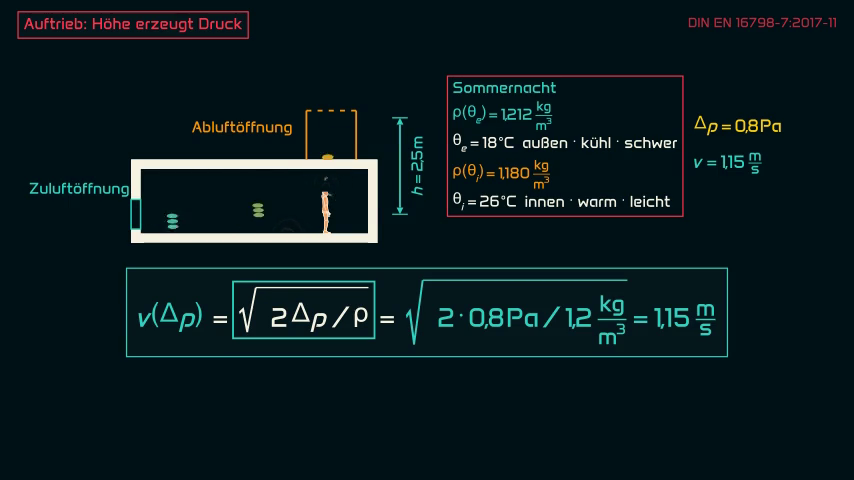 Auftrieb: Höhe erzeugt Druck
DIN EN 16798-7:2017-11
Sommernacht
ρ(θₑ) = 1,212 kg/m³
θₑ = 18°C außen · kühl · schwer
ρ(θᵢ) = 1,180 kg/m³
θᵢ = 26°C innen · warm · leicht
Δp = 0,8 Pa
v = 1,15 m/s
Abluftöffnung
Zuluftöffnung
h = 2,5 m
v(Δp) = √ 2 Δp / ρ = √ 2 · 0,8 Pa / 1,2 kg/m³ = 1,15 m/s